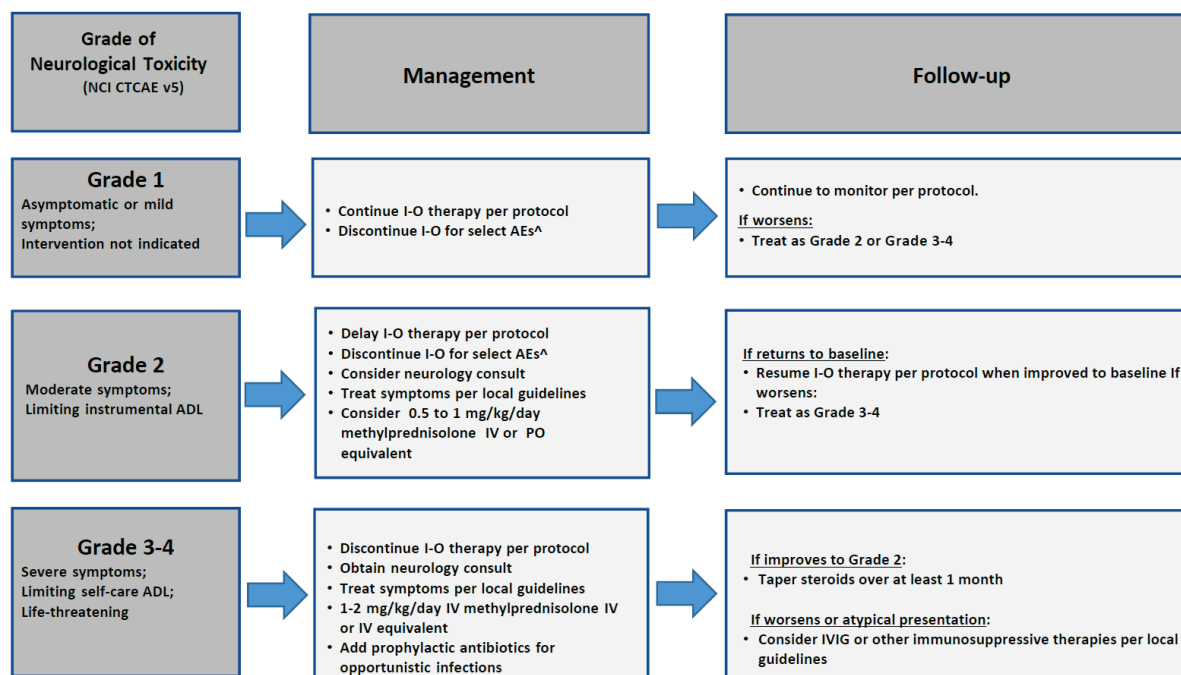 Grade of
Neurological Toxicity
(NCI CTCAE v5)
Management
Follow-up
Grade 1
Asymptomatic or mild
symptoms;
Intervention not indicated
• Continue I-O therapy per protocol
• Discontinue I-O for select AEs^
• Continue to monitor per protocol.
If worsens:
• Treat as Grade 2 or Grade 3-4
Grade 2
Moderate symptoms;
Limiting instrumental ADL
• Delay I-O therapy per protocol
• Discontinue I-O for select AEs^
• Consider neurology consult
• Treat symptoms per local guidelines
• Consider 0.5 to 1 mg/kg/day
methylprednisolone IV or PO
equivalent
If returns to baseline:
• Resume I-O therapy per protocol when improved to baseline If
worsens:
• Treat as Grade 3-4
Grade 3-4
Severe symptoms;
Limiting self-care ADL;
Life-threatening
• Discontinue I-O therapy per protocol
• Obtain neurology consult
• Treat symptoms per local guidelines
• 1-2 mg/kg/day IV methylprednisolone IV
or IV equivalent
• Add prophylactic antibiotics for
opportunistic infections
If improves to Grade 2:
• Taper steroids over at least 1 month
If worsens or atypical presentation:
• Consider IVIG or other immunosuppressive therapies per local
guidelines